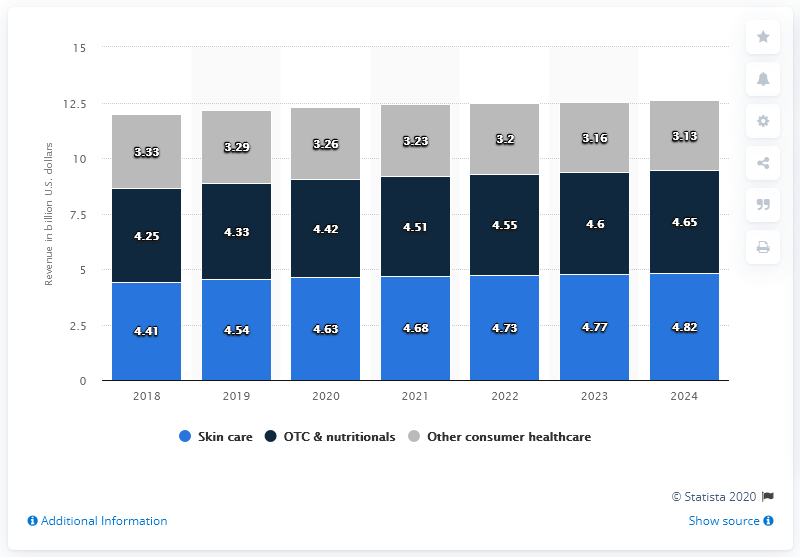 15
12.5
10
7.5
5
2.5
0
Revenue in billion U.S. dollars
3.33 3.29 3.26 3.23 3.2 3.16 3.13
4.25 4.33 4.42 4.51 4.55 4.6 4.65
4.41 4.54 4.63 4.68 4.73 4.77 4.82
2018 2019 2020 2021 2022 2023 2024
Skin care OTC & nutritionals Other consumer healthcare
© Statista 2020
Additional Information Show source